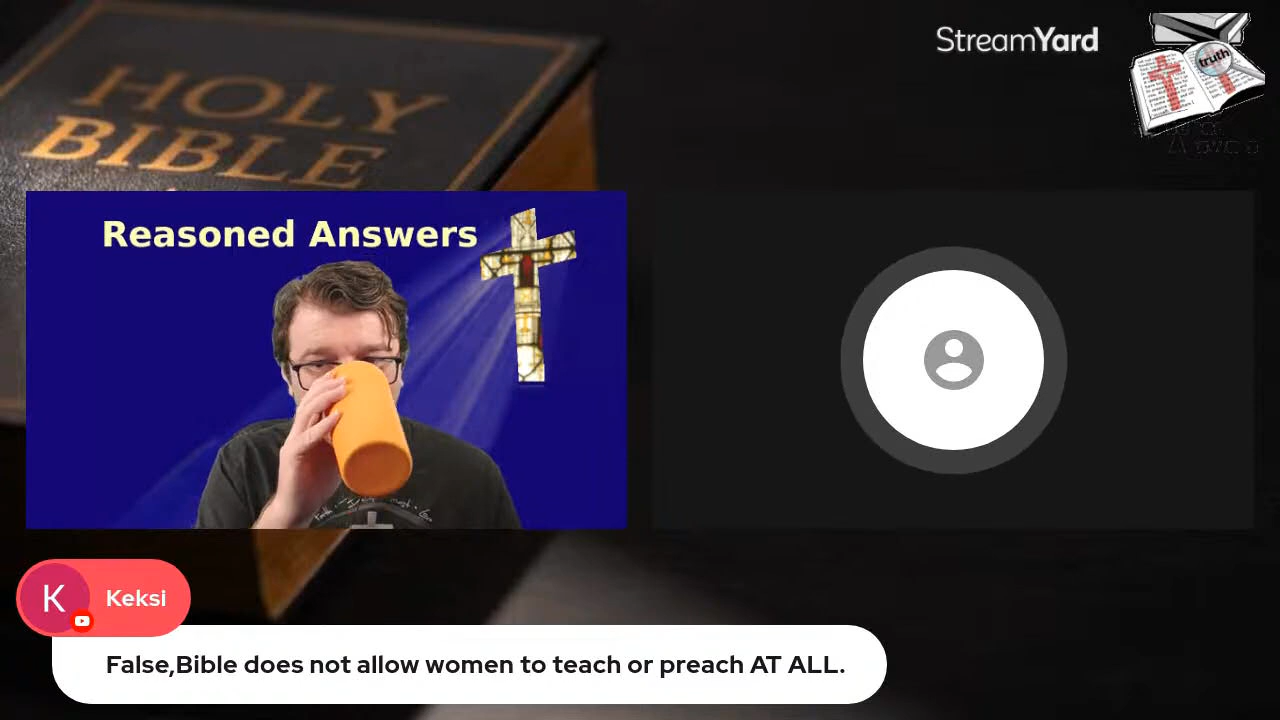 HOLY
BIBLE
StreamYard
truth
Reasoned Answers
K
Keksi
False,Bible does not allow women to teach or preach AT ALL.